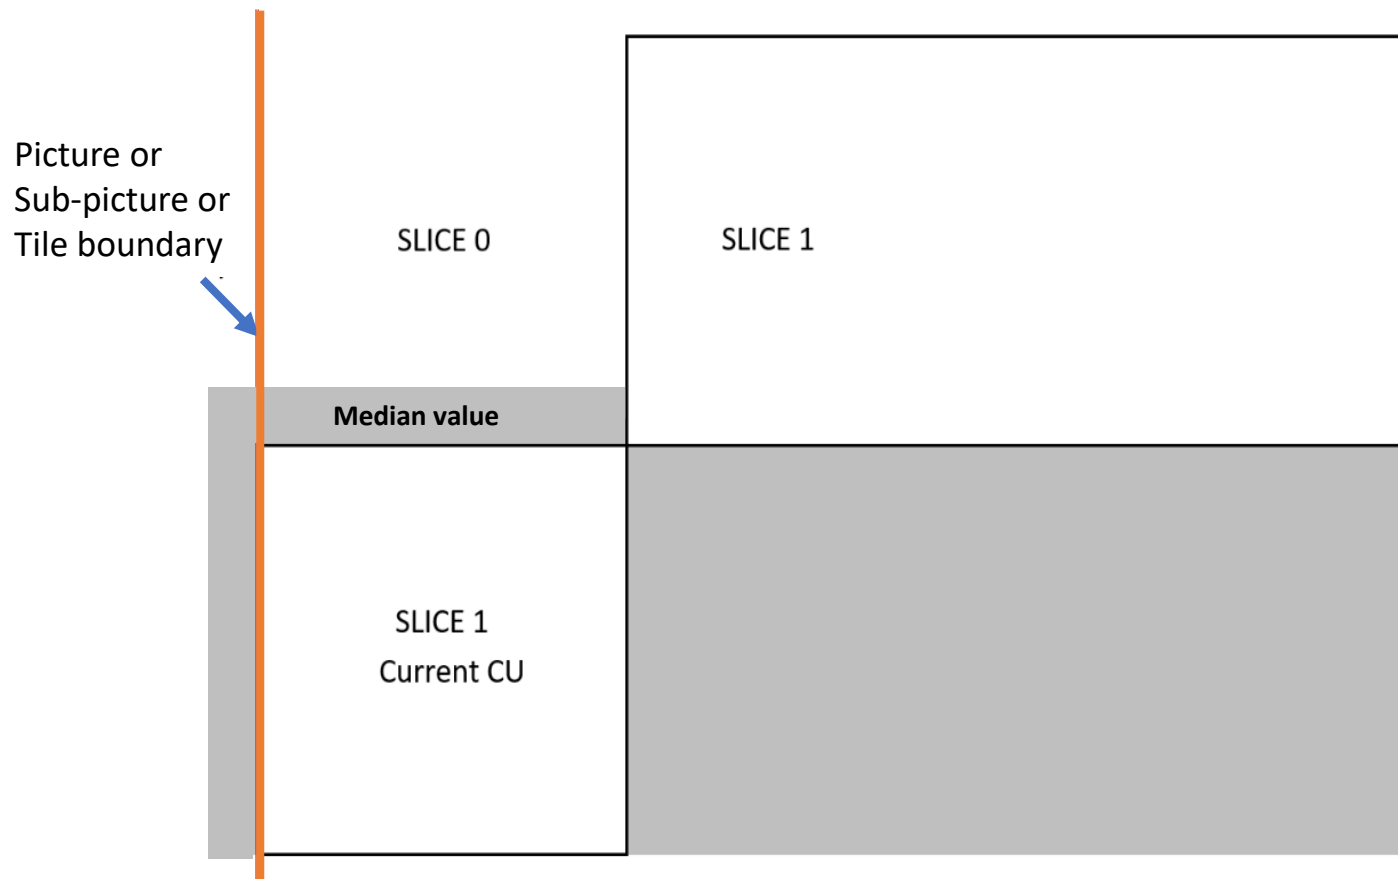 Picture or
Sub-picture or
Tile boundary
SLICE 0
SLICE 1
Median value
SLICE 1
Current CU